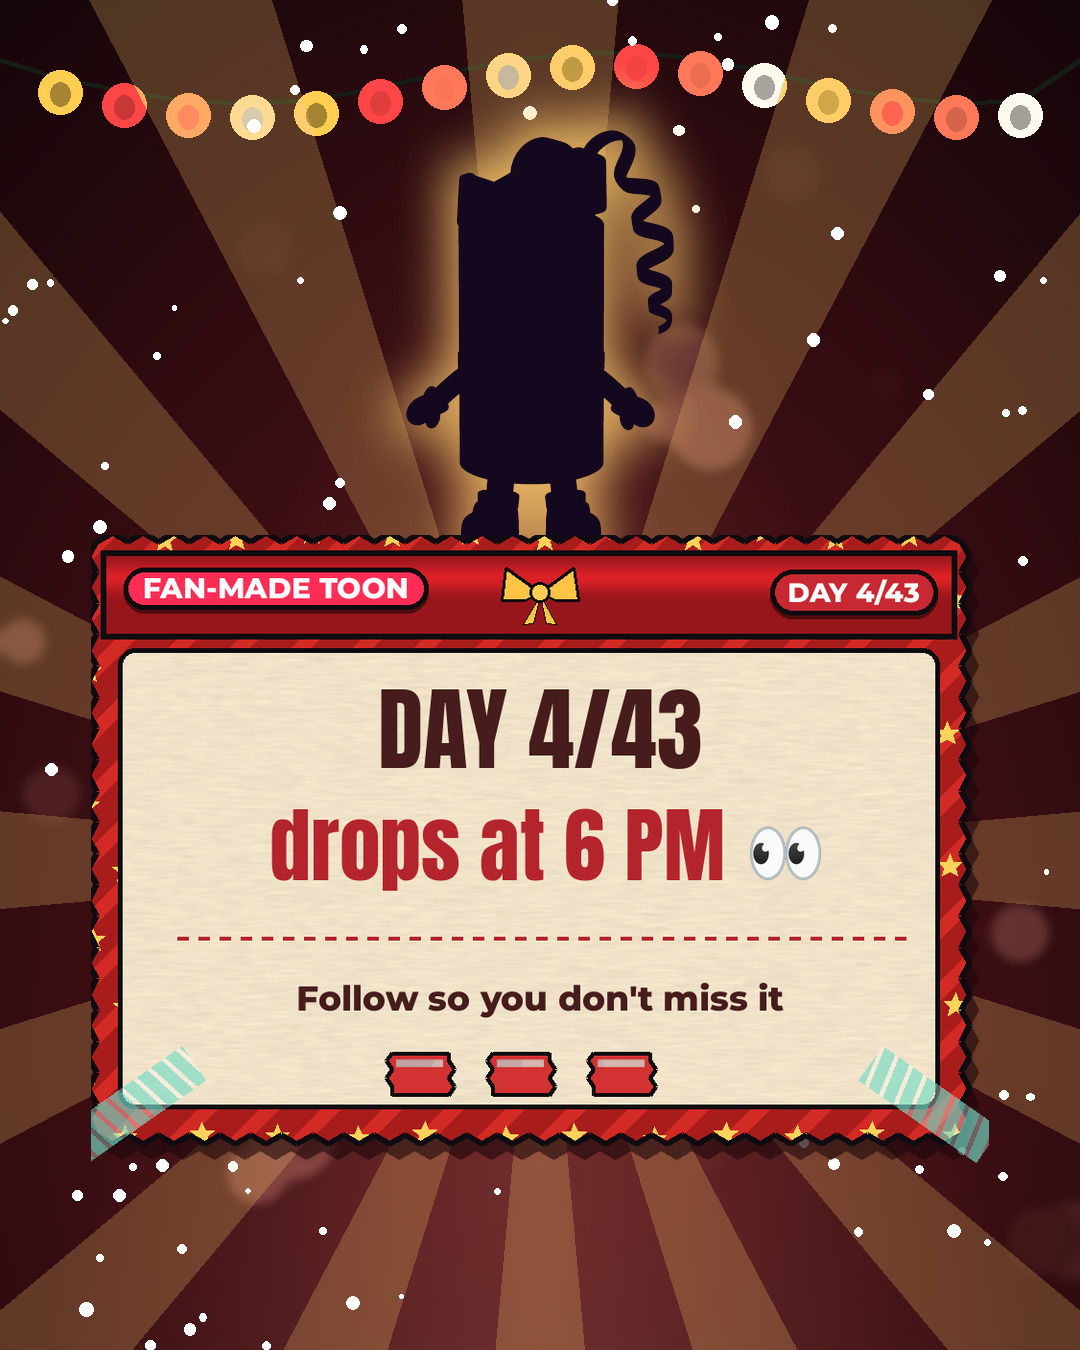 FAN-MADE TOON
DAY 4/43
DAY 4/43
drops at 6 PM 👀
Follow so you don't miss it